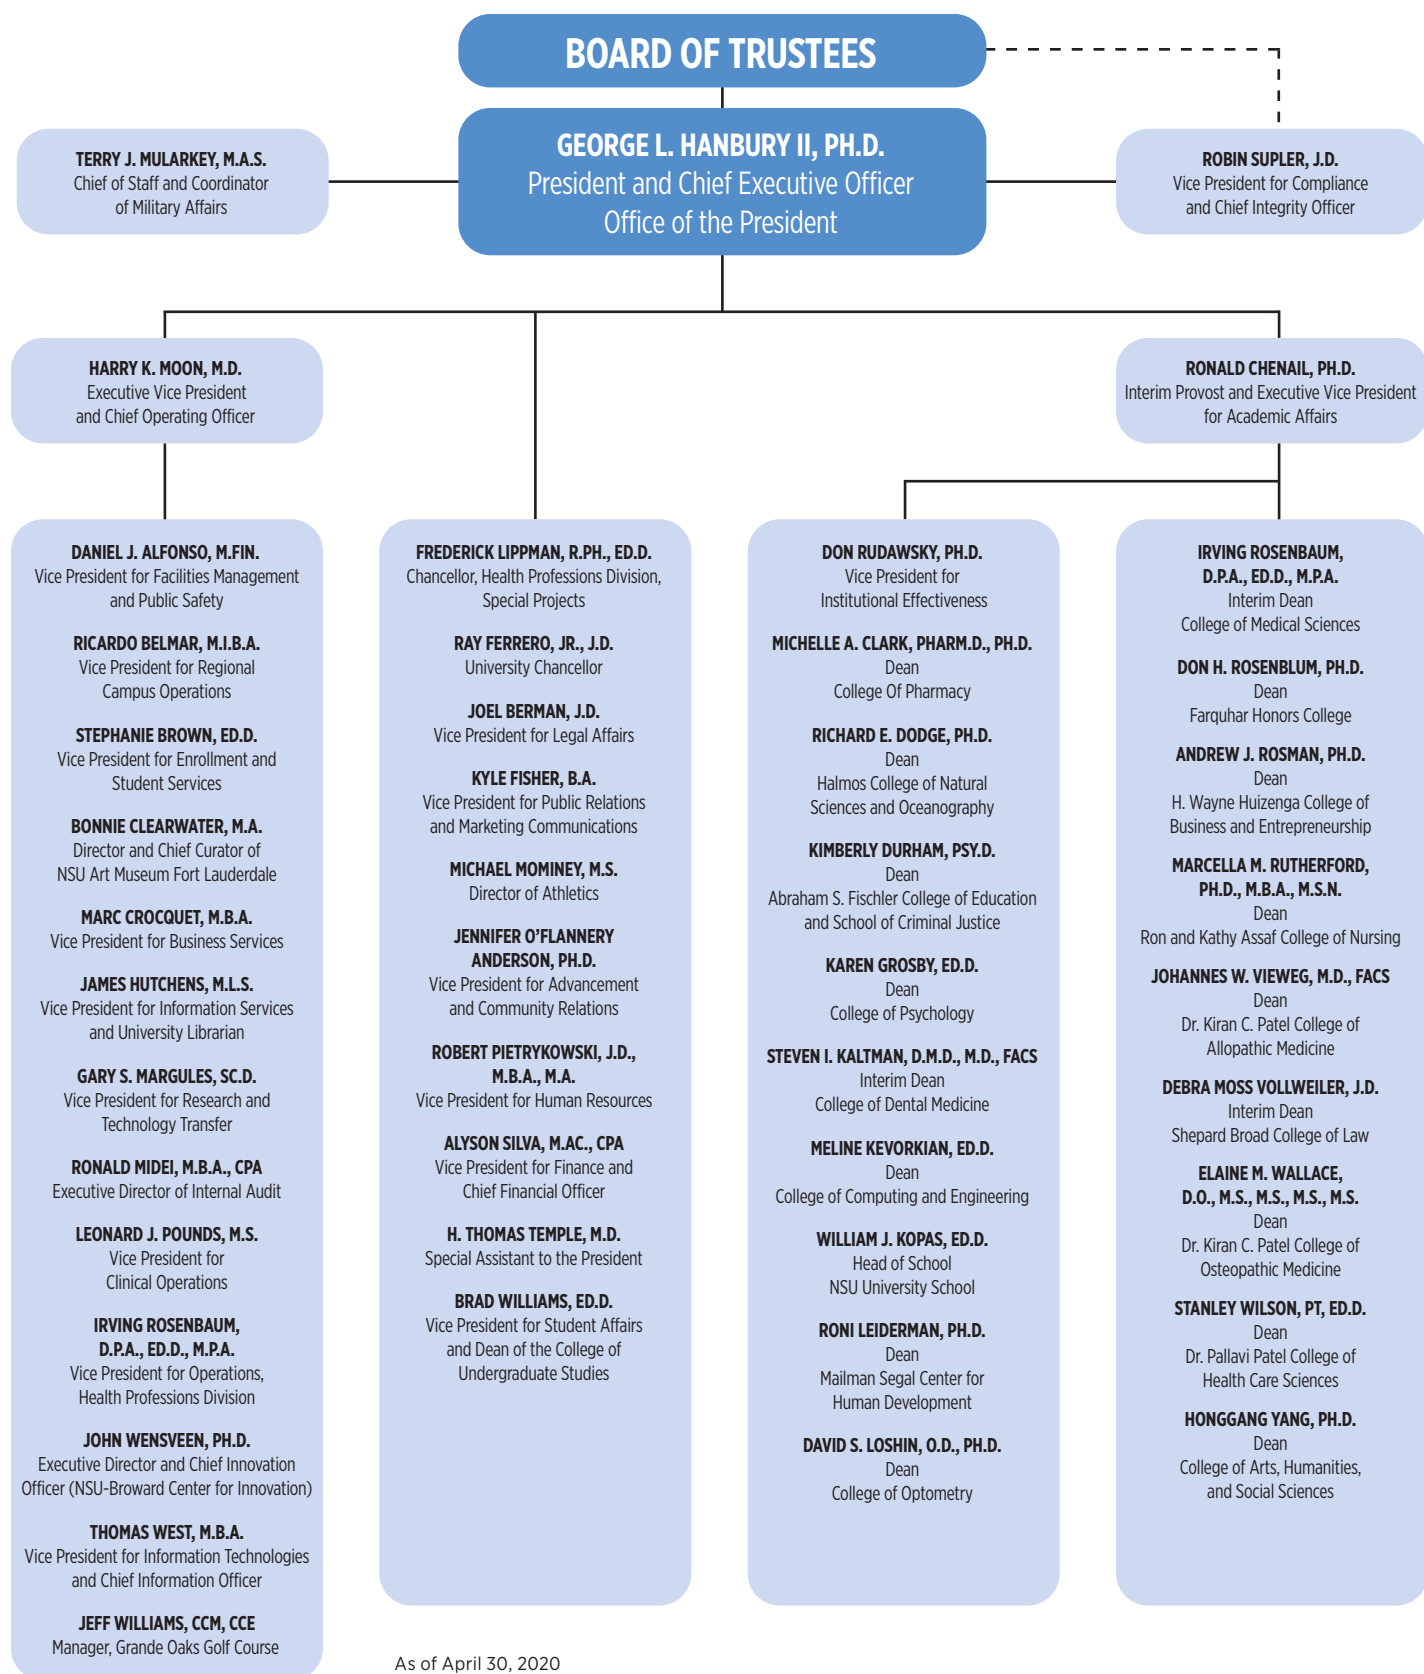 BOARD OF TRUSTEES
GEORGE L. HANBURY II, PH.D.
President and Chief Executive Officer
Office of the President
TERRY J. MULARKEY, M.A.S.
Chief of Staff and Coordinator
of Military Affairs
ROBIN SUPLER, J.D.
Vice President for Compliance
and Chief Integrity Officer
HARRY K. MOON, M.D.
Executive Vice President
and Chief Operating Officer
RONALD CHENAIL, PH.D.
Interim Provost and Executive Vice President
for Academic Affairs
DANIEL J. ALFONSO, M.FIN.
Vice President for Facilities Management
and Public Safety
RICARDO BELMAR, M.I.B.A.
Vice President for Regional
Campus Operations
STEPHANIE BROWN, ED.D.
Vice President for Enrollment and
Student Services
BONNIE CLEARWATER, M.A.
Director and Chief Curator of
NSU Art Museum Fort Lauderdale
MARC CROCQUET, M.B.A.
Vice President for Business Services
JAMES HUTCHENS, M.L.S.
Vice President for Information Services
and University Librarian
GARY S. MARGULES, SC.D.
Vice President for Research and
Technology Transfer
RONALD MIDEI, M.B.A., CPA
Executive Director of Internal Audit
LEONARD J. POUNDS, M.S.
Vice President for
Clinical Operations
IRVING ROSENBAUM,
D.P.A., ED.D., M.P.A.
Vice President for Operations,
Health Professions Division
JOHN WENSVEEN, PH.D.
Executive Director and Chief Innovation
Officer (NSU-Broward Center for Innovation)
THOMAS WEST, M.B.A.
Vice President for Information Technologies
and Chief Information Officer
JEFF WILLIAMS, CCM, CCE
Manager, Grande Oaks Golf Course
FREDERICK LIPPMAN, R.PH., ED.D.
Chancellor, Health Professions Division,
Special Projects
RAY FERRERO, JR., J.D.
University Chancellor
JOEL BERMAN, J.D.
Vice President for Legal Affairs
KYLE FISHER, B.A.
Vice President for Public Relations
and Marketing Communications
MICHAEL MOMINEY, M.S.
Director of Athletics
JENNIFER O’FLANNERY
ANDERSON, PH.D.
Vice President for Advancement
and Community Relations
ROBERT PIETRYKOWSKI, J.D.,
M.B.A., M.A.
Vice President for Human Resources
ALYSON SILVA, M.AC., CPA
Vice President for Finance and
Chief Financial Officer
H. THOMAS TEMPLE, M.D.
Special Assistant to the President
BRAD WILLIAMS, ED.D.
Vice President for Student Affairs
and Dean of the College of
Undergraduate Studies
DON RUDAWSKY, PH.D.
Vice President for
Institutional Effectiveness
MICHELLE A. CLARK, PHARM.D., PH.D.
Dean
College Of Pharmacy
RICHARD E. DODGE, PH.D.
Dean
Halmos College of Natural
Sciences and Oceanography
KIMBERLY DURHAM, PSY.D.
Dean
Abraham S. Fischler College of Education
and School of Criminal Justice
KAREN GROSBY, ED.D.
Dean
College of Psychology
STEVEN I. KALTMAN, D.M.D., M.D., FACS
Interim Dean
College of Dental Medicine
MELINE KEVORKIAN, ED.D.
Dean
College of Computing and Engineering
WILLIAM J. KOPAS, ED.D.
Head of School
NSU University School
RONI LEIDERMAN, PH.D.
Dean
Mailman Segal Center for
Human Development
DAVID S. LOSHIN, O.D., PH.D.
Dean
College of Optometry
IRVING ROSENBAUM,
D.P.A., ED.D., M.P.A.
Interim Dean
College of Medical Sciences
DON H. ROSENBLUM, PH.D.
Dean
Farquhar Honors College
ANDREW J. ROSMAN, PH.D.
Dean
H. Wayne Huizenga College of
Business and Entrepreneurship
MARCELLA M. RUTHERFORD,
PH.D., M.B.A., M.S.N.
Dean
Ron and Kathy Assaf College of Nursing
JOHANNES W. VIEWEG, M.D., FACS
Dean
Dr. Kiran C. Patel College of
Allopathic Medicine
DEBRA MOSS VOLLWEILER, J.D.
Interim Dean
Shepard Broad College of Law
ELAINE M. WALLACE,
D.O., M.S., M.S., M.S., M.S.
Dean
Dr. Kiran C. Patel College of
Osteopathic Medicine
STANLEY WILSON, PT, ED.D.
Dean
Dr. Pallavi Patel College of
Health Care Sciences
HONGGANG YANG, PH.D.
Dean
College of Arts, Humanities,
and Social Sciences
As of April 30, 2020